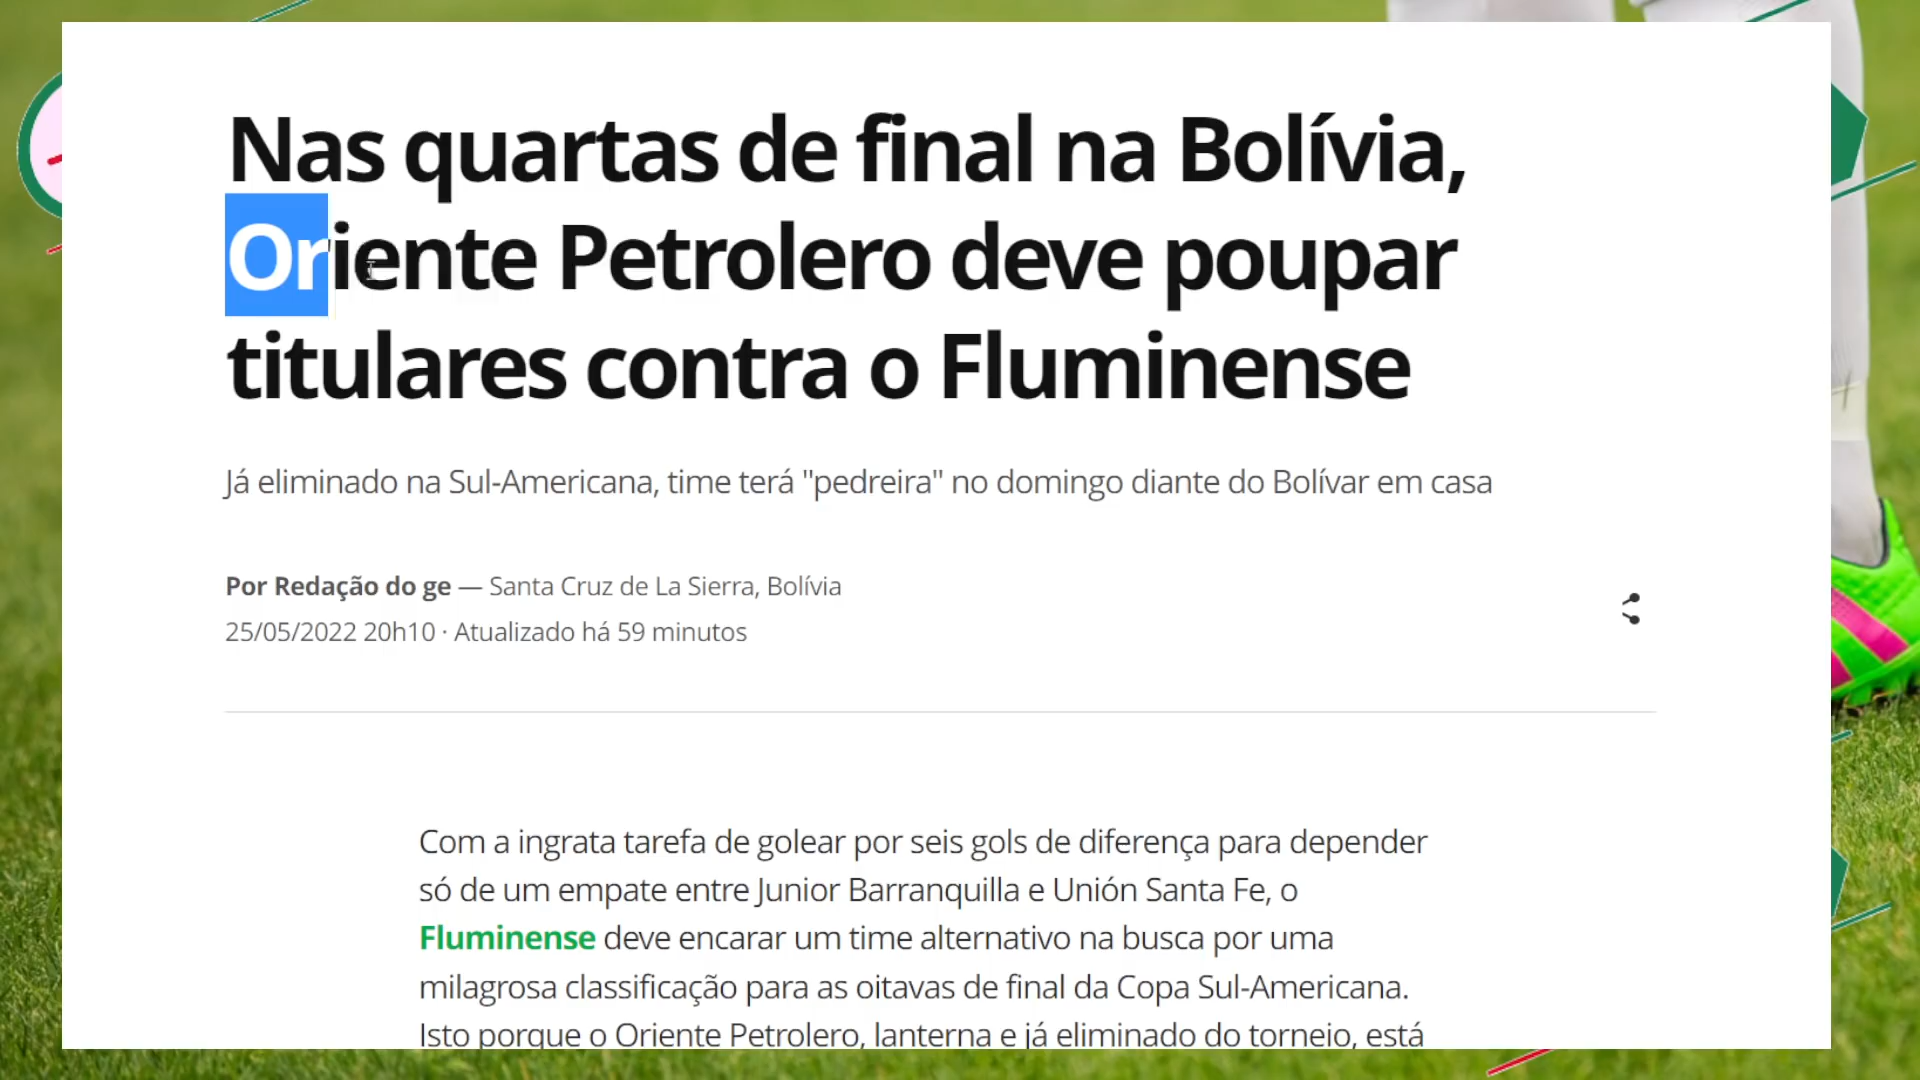 Nas quartas de final na Bolívia,
Oriente Petrolero deve poupar
titulares contra o Fluminense
Já eliminado na Sul-Americana, time terá "pedreira" no domingo diante do Bolívar em casa
Por Redação do ge — Santa Cruz de La Sierra, Bolívia
25/05/2022 20h10 · Atualizado há 59 minutos
Com a ingrata tarefa de golear por seis gols de diferença para depender
só de um empate entre Junior Barranquilla e Unión Santa Fe, o
Fluminense deve encarar um time alternativo na busca por uma
milagrosa classificação para as oitavas de final da Copa Sul-Americana.
Isto porque o Oriente Petrolero, lanterna e já eliminado do torneio, está